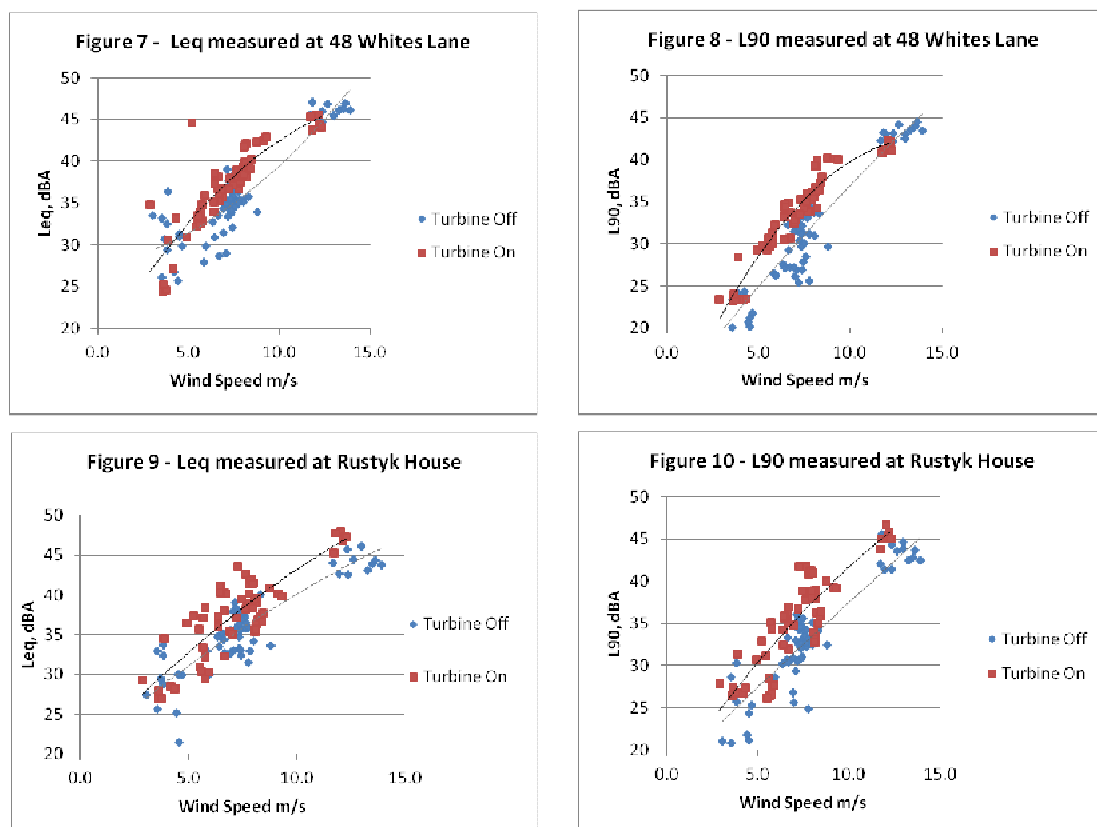 Figure 7 - Leq measured at 48 Whites Lane
50
45
40
35
30
25
20
Leq, dBA
0.0 5.0 10.0 15.0
Wind Speed m/s
Turbine Off
Turbine On
Figure 8 - L90 measured at 48 Whites Lane
50
45
40
35
30
25
20
L90, dBA
0.0 5.0 10.0 15.0
Wind Speed m/s
Turbine Off
Turbine On
Figure 9 - Leq measured at Rustyk House
50
45
40
35
30
25
20
Leq, dBA
0.0 5.0 10.0 15.0
Wind Speed m/s
Turbine Off
Turbine On
Figure 10 - L90 measured at Rustyk House
50
45
40
35
30
25
20
L90, dBA
0.0 5.0 10.0 15.0
Wind Speed m/s
Turbine Off
Turbine On